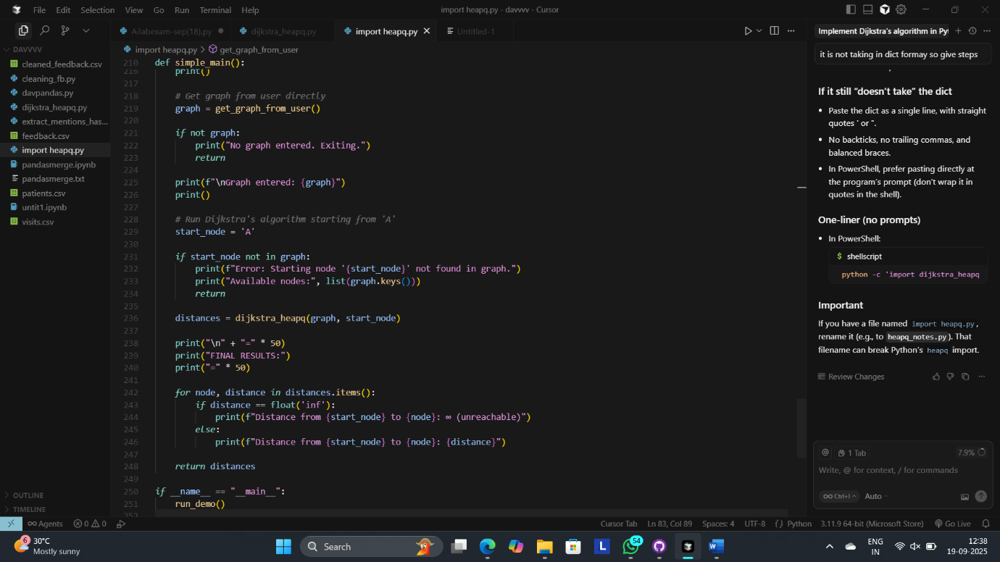 File Edit Selection View Go Run Terminal Help
import heapq.py - davvvv - Cursor
Ailabexam-sep(18).py
dijkstra_heapq.py
import heapq.py
Untitled-1
import heapq.py > get_graph_from_user
DAVVVV
cleaned_feedback.csv
cleaning_fb.py
davpandas.py
dijkstra_heapq.py
extract_mentions_has...
feedback.csv
import heapq.py
pandasmerge.ipynb
pandasmerge.txt
patients.csv
untit1.ipynb
visits.csv
OUTLINE
TIMELINE
210 def simple_main():
216 print()
217
218 # Get graph from user directly
219 graph = get_graph_from_user()
220
221 if not graph:
222 print("No graph entered. Exiting.")
223 return
224
225 print(f"\nGraph entered: {graph}")
226 print()
227
228 # Run Dijkstra's algorithm starting from 'A'
229 start_node = 'A'
230
231 if start_node not in graph:
232 print(f"Error: Starting node '{start_node}' not found in graph.")
233 print("Available nodes:", list(graph.keys()))
234 return
235
236 distances = dijkstra_heapq(graph, start_node)
237
238 print("\n" + "=" * 50)
239 print("FINAL RESULTS:")
240 print("=" * 50)
241
242 for node, distance in distances.items():
243 if distance == float('inf'):
244 print(f"Distance from {start_node} to {node}: ∞ (unreachable)")
245 else:
246 print(f"Distance from {start_node} to {node}: {distance}")
247
248 return distances
249
250 if __name__ == "__main__":
251 run_demo()
252
Implement Dijkstra's algorithm in Py
it is not taking in dict formay so give steps
If it still “doesn’t take” the dict
• Paste the dict as a single line, with straight
quotes ' or ".
• No backticks, no trailing commas, and
balanced braces.
• In PowerShell, prefer pasting directly at
the program’s prompt (don’t wrap it in
quotes in the shell).
One-liner (no prompts)
• In PowerShell:
$ shellscript
python -c "import dijkstra_heapq
Important
If you have a file named import heapq.py,
rename it (e.g., to heapq_notes.py). That
filename can break Python’s heapq import.
Review Changes
@ 1 Tab 7.9%
Write, @ for context, / for commands
Ctrl+I Auto
Agents 0 0
Cursor Tab Ln 83, Col 89 Spaces: 4 UTF-8 {} Python 3.11.9 64-bit (Microsoft Store) Go Live
6
30°C
Mostly sunny
Search
L
54
W
ENG
IN
12:38
19-09-2025